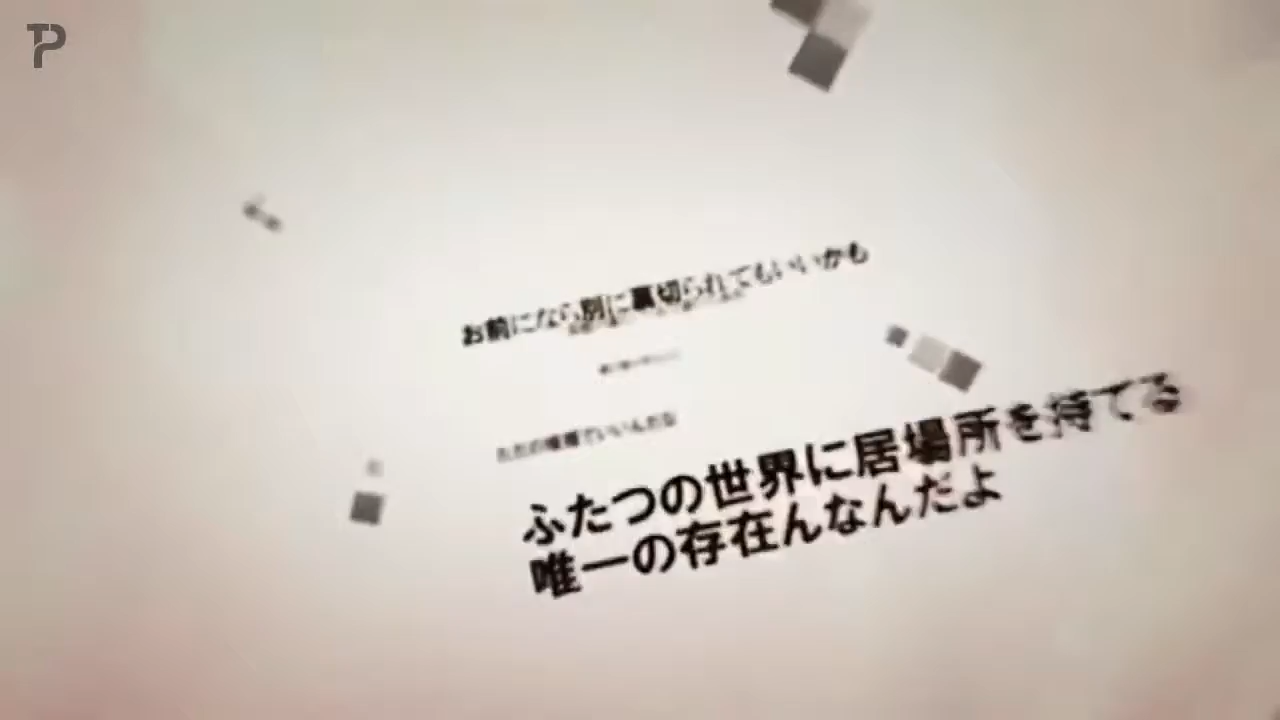 TP
お前になら別に裏切られてもいいかも
ふたつの世界に居場所を持てる
唯一の存在んなんだよ